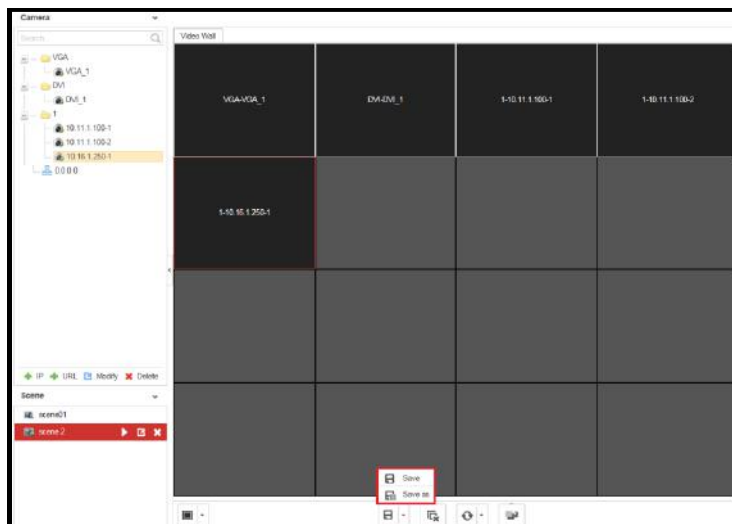 Camera
Video Wall
Search...
VGA
VGA_1
DVI
DVI_1
1
10.11.1.100-1
10.11.1.100-2
10.16.1.250-1
0.0.0.0
VGA-VGA_1
DVI-DVI_1
1-10.11.1.100-1
1-10.11.1.100-2
1-10.16.1.250-1
IP URL Modify Delete
Scene
scene01
scene2
Save
Save as